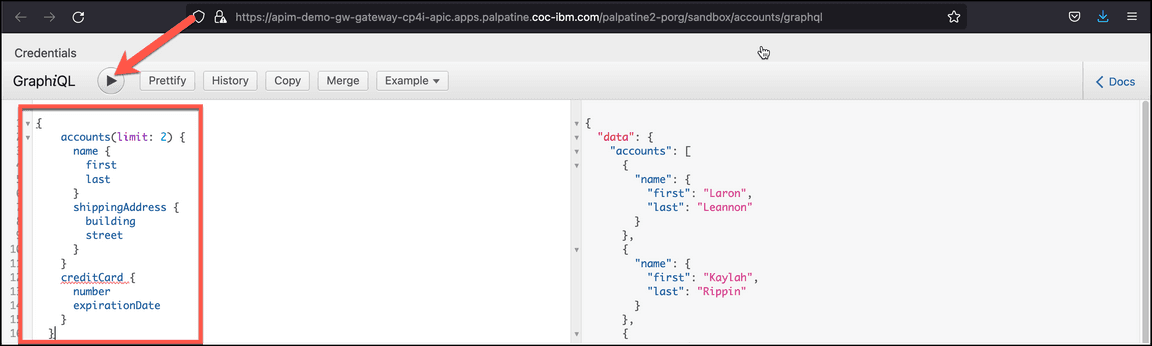 https://apim-demo-gw-gateway-cp4i-apic.apps.palpatine.coc-ibm.com/palpatine2-porg/sandbox/accounts/graphql
Credentials
GraphiQL Prettify History Copy Merge Example Docs
{
accounts(limit: 2) {
name {
first
last
}
shippingAddress {
building
street
}
}
creditCard {
number
expirationDate
}
}
{
"data": {
"accounts": [
{
"name": {
"first": "Laron",
"last": "Leannon"
}
},
{
"name": {
"first": "Kaylah",
"last": "Rippin"
}
},
{